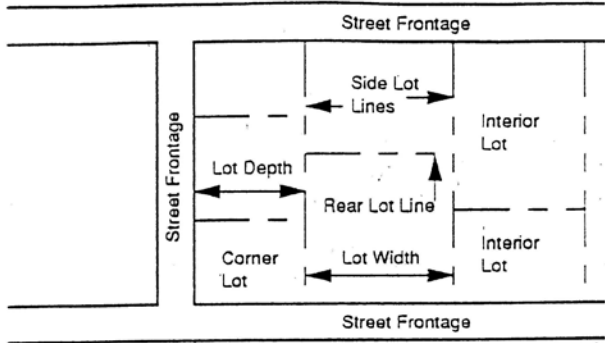 Street Frontage
Side Lot
Lines
Interior
Lot
Street Frontage
Lot Depth
Rear Lot Line
Corner
Lot
Lot Width
Interior
Lot
Street Frontage